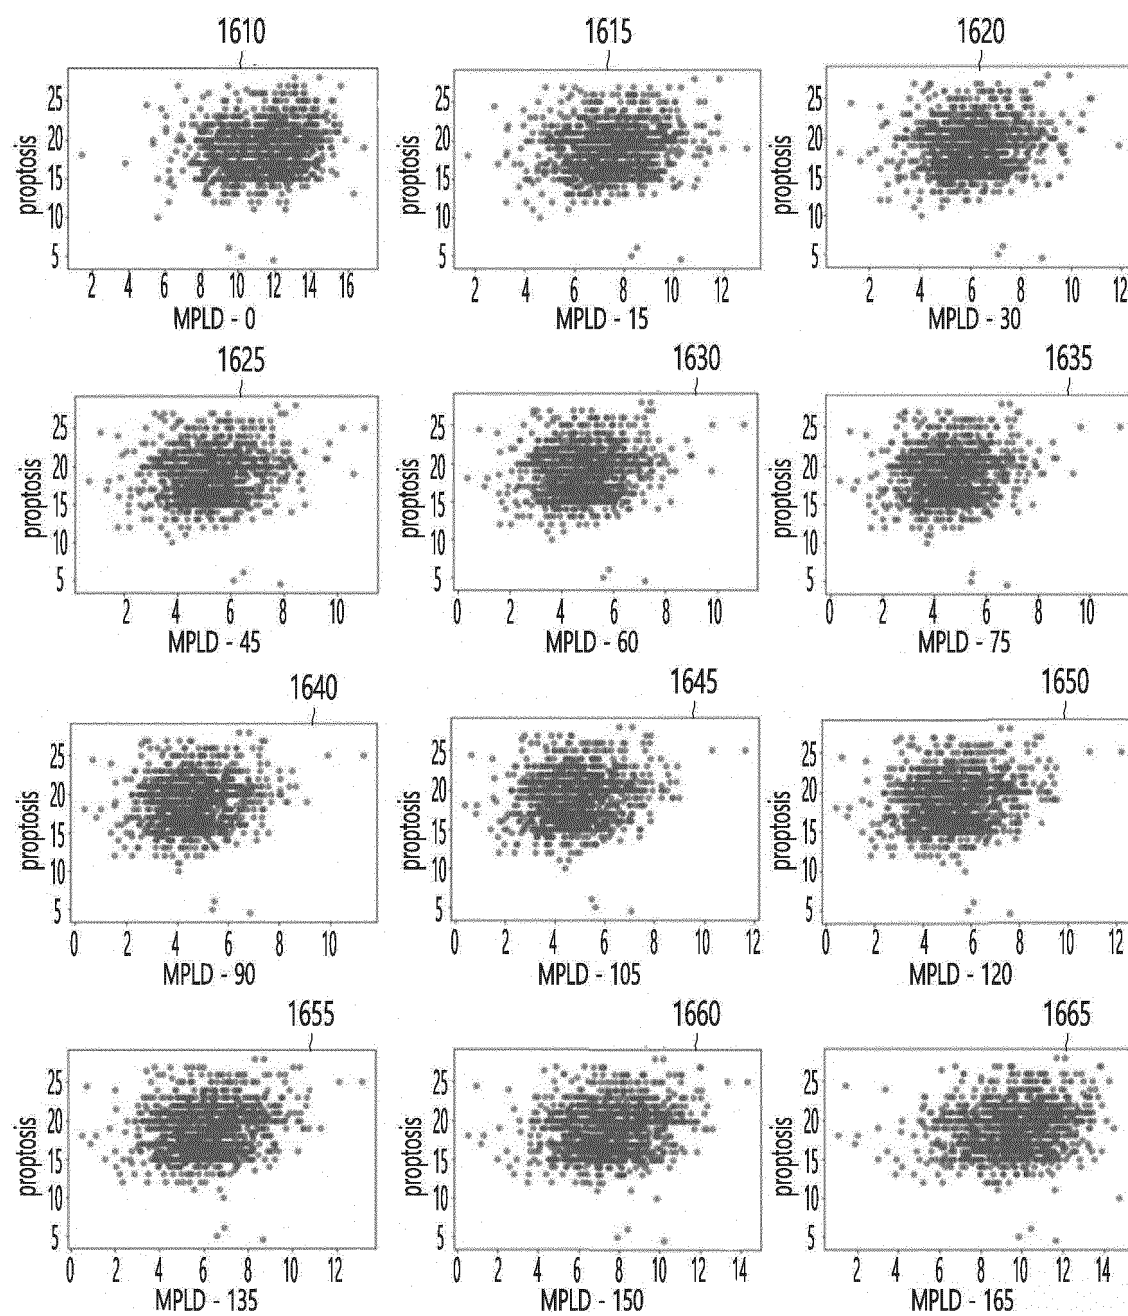 1610 1615 1620
proptosis 25 20 15 10 5
2 4 6 8 10 12 14 16
MPLD - 0
proptosis 25 20 15 10 5
2 4 6 8 10 12
MPLD - 15
proptosis 25 20 15 10 5
2 4 6 8 10 12
MPLD - 30
1625 1630 1635
proptosis 25 20 15 10 5
2 4 6 8 10
MPLD - 45
proptosis 25 20 15 10 5
0 2 4 6 8 10
MPLD - 60
proptosis 25 20 15 10 5
0 2 4 6 8 10
MPLD - 75
1640 1645 1650
proptosis 25 20 15 10 5
0 2 4 6 8 10
MPLD - 90
proptosis 25 20 15 10 5
0 2 4 6 8 10 12
MPLD - 105
proptosis 25 20 15 10 5
0 2 4 6 8 10 12
MPLD - 120
1655 1660 1665
proptosis 25 20 15 10 5
0 2 4 6 8 10 12
MPLD - 135
proptosis 25 20 15 10 5
0 2 4 6 8 10 12 14
MPLD - 150
proptosis 25 20 15 10 5
2 4 6 8 10 12 14
MPLD - 165